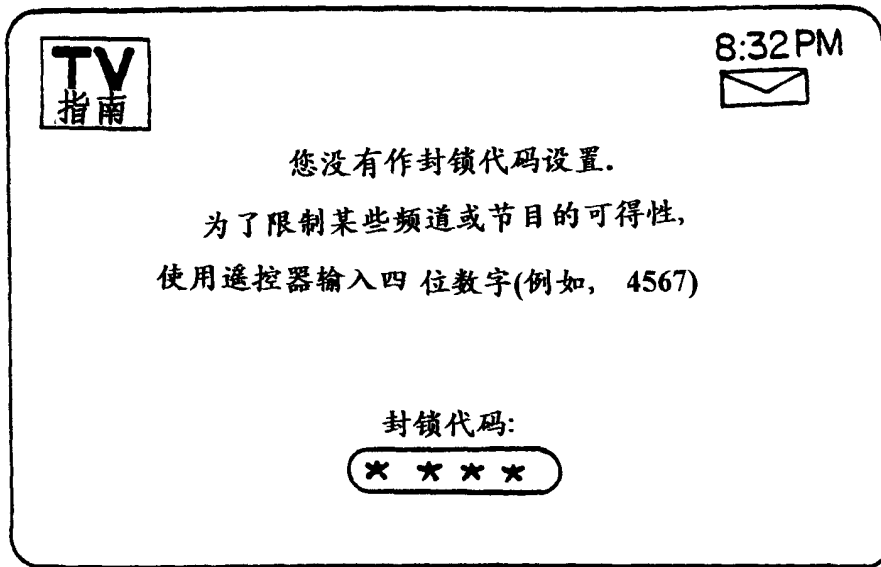 TV
指南
8:32 PM
您没有作封锁代码设置.
为了限制某些频道或节目的可得性,
使用遥控器输入四 位数字(例如, 4567)
封锁代码:
* * * *